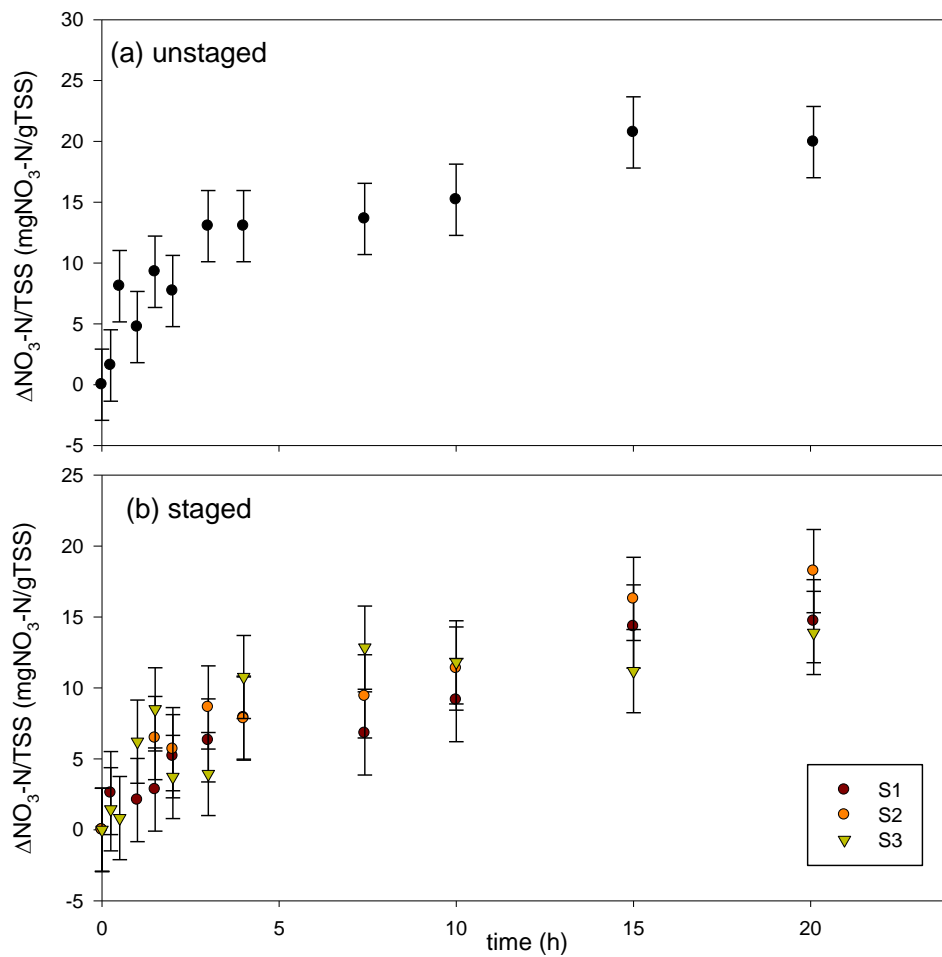 30
(a) unstaged
25
20
15
10
5
0
-5
ΔNO₃-N/TSS (mgNO₃-N/gTSS)
25
(b) staged
20
15
10
5
0
-5
ΔNO₃-N/TSS (mgNO₃-N/gTSS)
S1
S2
S3
0 5 10 15 20
time (h)